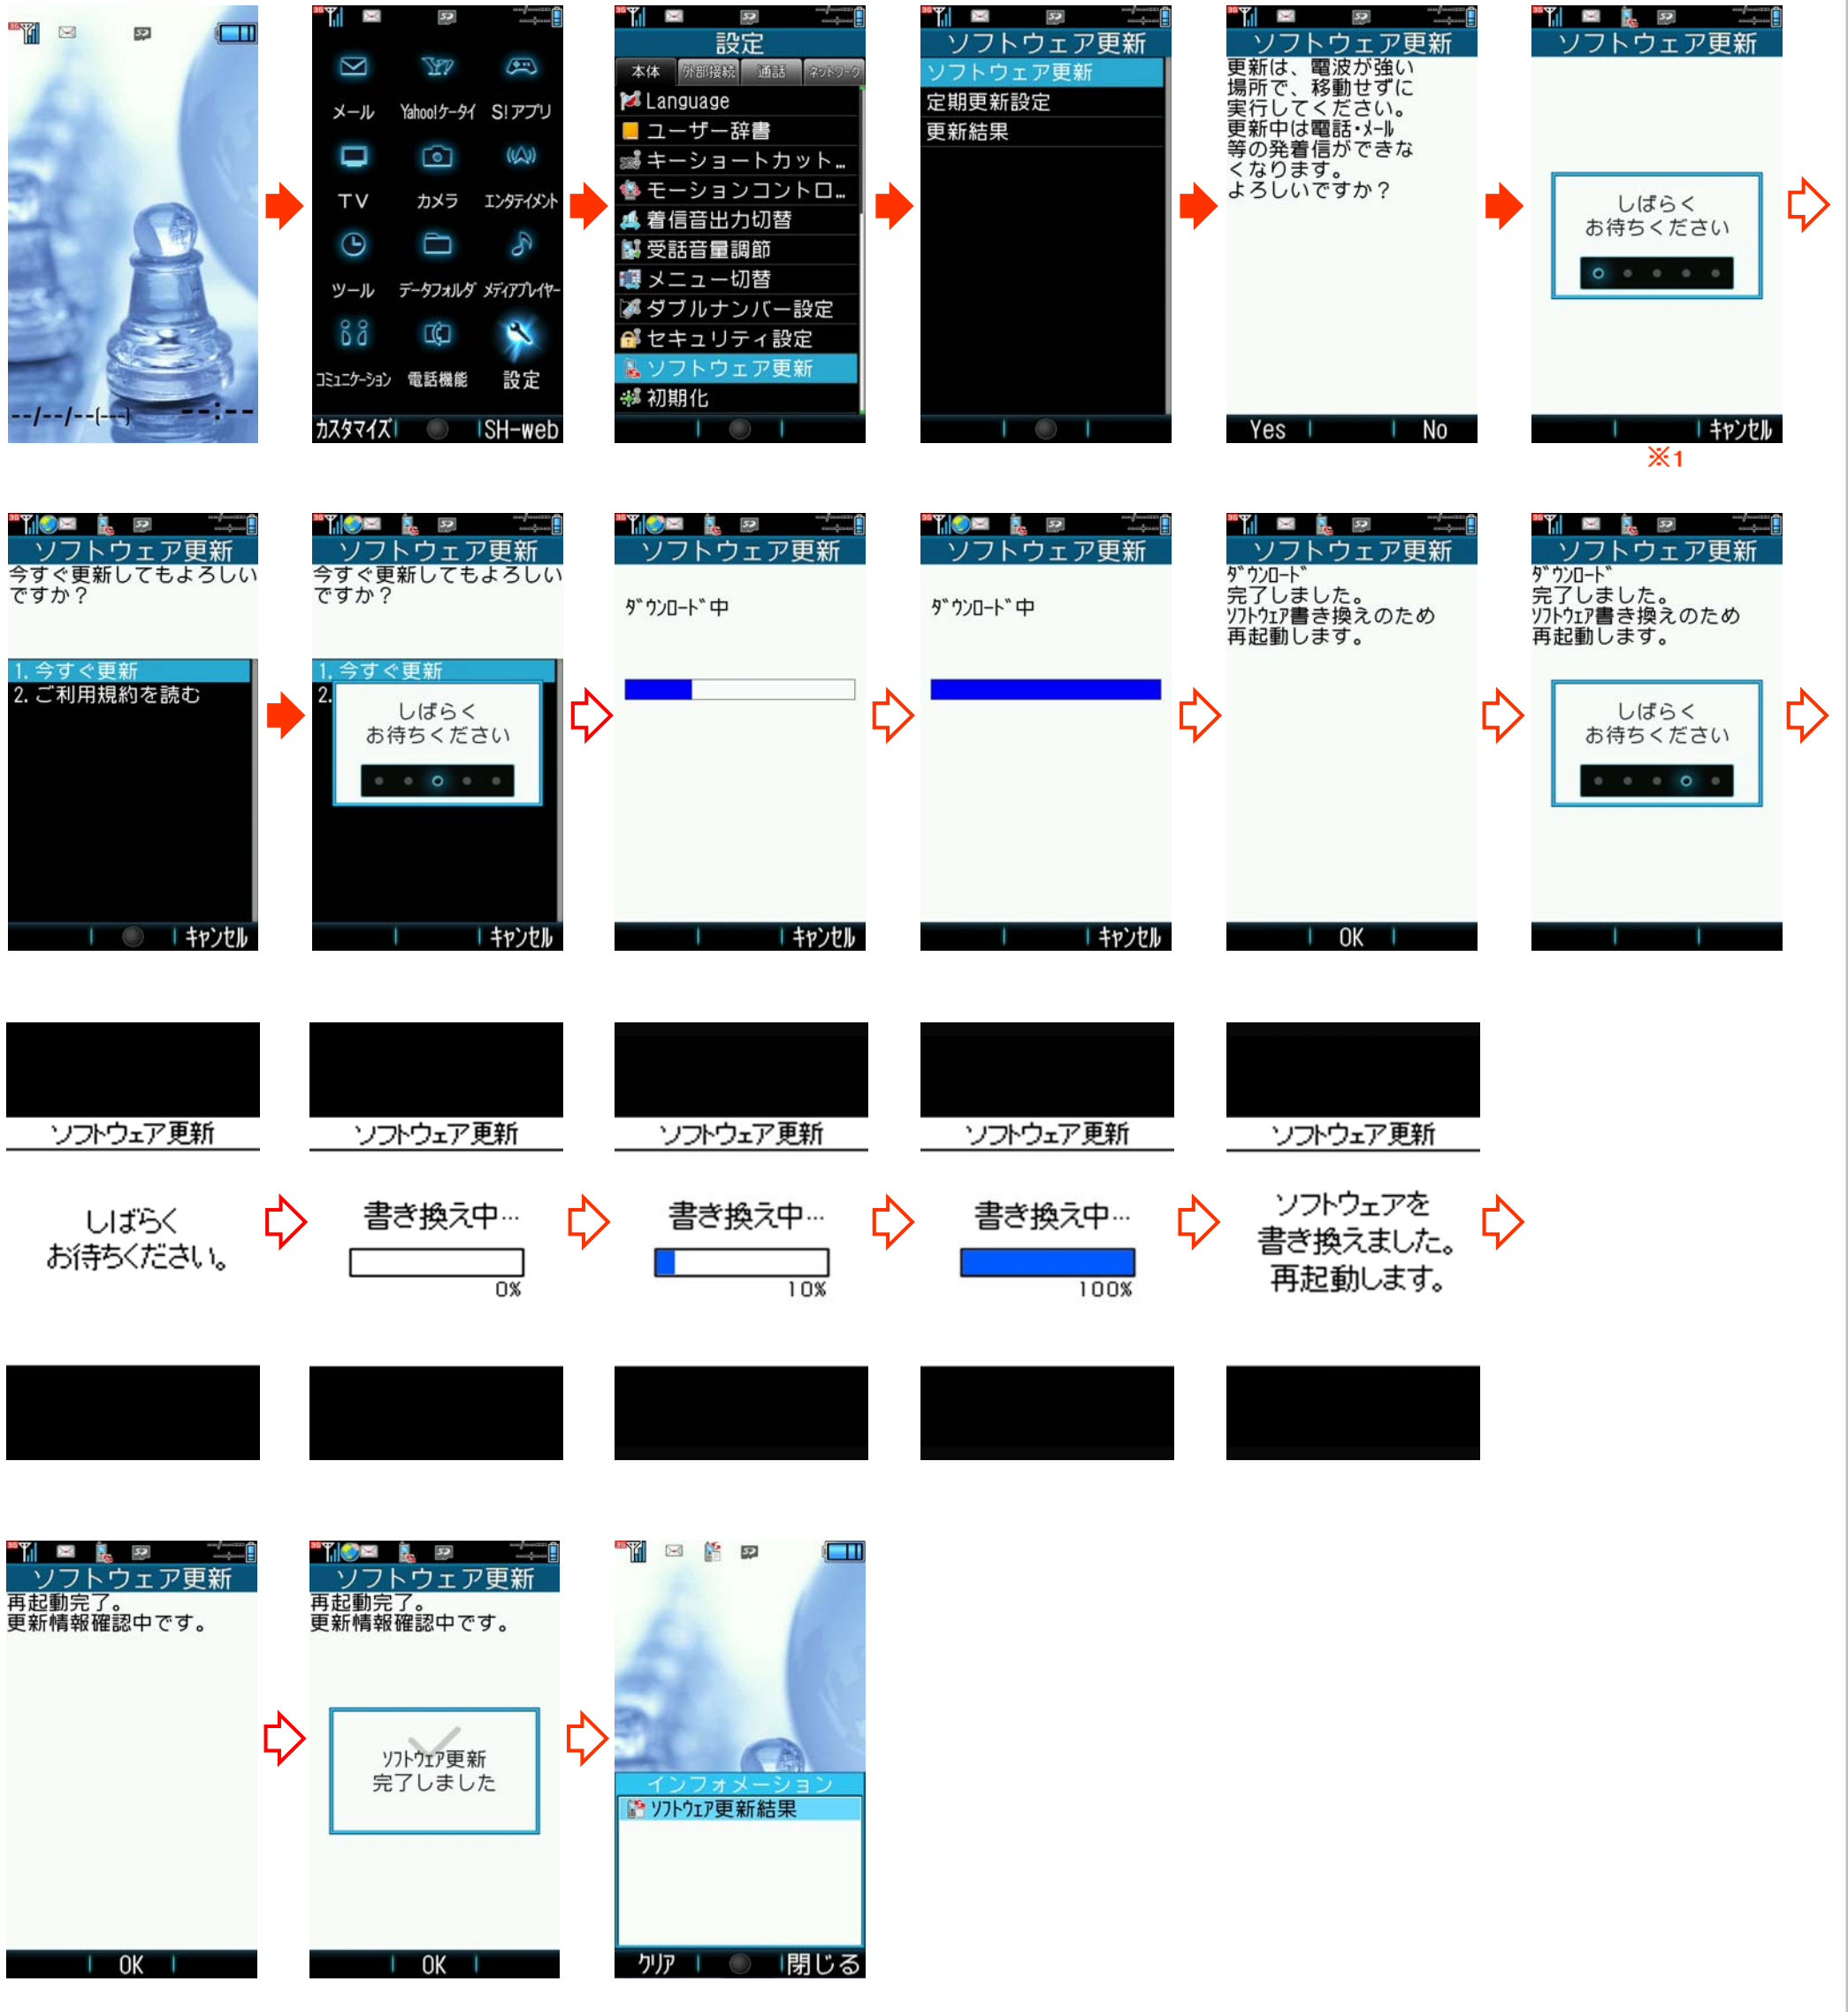 --/--/--(---) --:--
メール Yahoo!ケータイ S!アプリ
TV カメラ エンタテイメント
ツール データフォルダ メディアプレイヤー
コミュニケーション 電話機能 設定
カスタマイズ SH-web
設定
本体 外部接続 通話 ネットワーク
Language
ユーザー辞書
キーショートカット…
モーションコントロ…
着信音出力切替
受話音量調節
メニュー切替
ダブルナンバー設定
セキュリティ設定
ソフトウェア更新
初期化
ソフトウェア更新
ソフトウェア更新
定期更新設定
更新結果
ソフトウェア更新
更新は、電波が強い
場所で、移動せずに
実行してください。
更新中は電話・メール
等の発着信ができな
くなります。
よろしいですか？
Yes No
ソフトウェア更新
しばらく
お待ちください
キャンセル
※1
ソフトウェア更新
今すぐ更新してもよろしい
ですか？
1.今すぐ更新
2.ご利用規約を読む
キャンセル
ソフトウェア更新
今すぐ更新してもよろしい
ですか？
1.今すぐ更新
2.
しばらく
お待ちください
キャンセル
ソフトウェア更新
ダウンロード中
キャンセル
ソフトウェア更新
ダウンロード中
キャンセル
ソフトウェア更新
ダウンロード
完了しました。
ソフトウェア書き換えのため
再起動します。
OK
ソフトウェア更新
ダウンロード
完了しました。
ソフトウェア書き換えのため
再起動します。
しばらく
お待ちください
ソフトウェア更新
しばらく
お待ちください。
ソフトウェア更新
書き換え中…
0%
ソフトウェア更新
書き換え中…
10%
ソフトウェア更新
書き換え中…
100%
ソフトウェア更新
ソフトウェアを
書き換えました。
再起動します。
ソフトウェア更新
再起動完了。
更新情報確認中です。
OK
ソフトウェア更新
再起動完了。
更新情報確認中です。
ソフトウェア更新
完了しました
OK
インフォメーション
ソフトウェア更新結果
クリア 閉じる